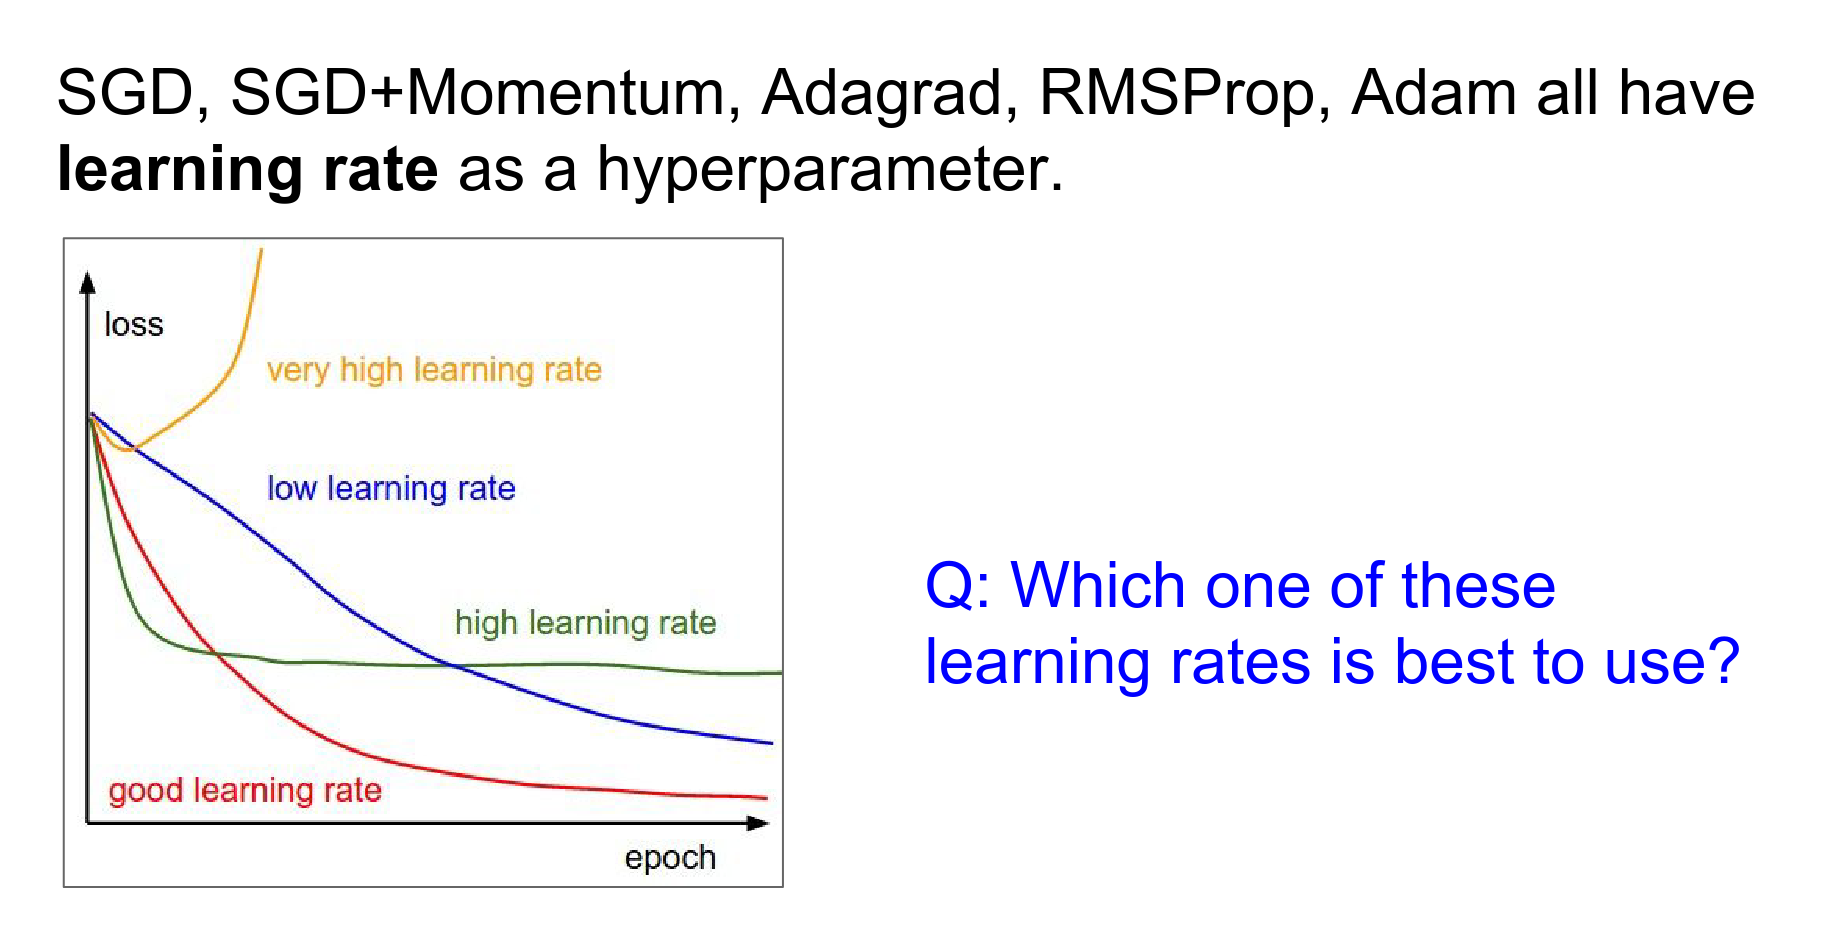 SGD, SGD+Momentum, Adagrad, RMSProp, Adam all have
learning rate as a hyperparameter.
loss
very high learning rate
low learning rate
high learning rate
good learning rate
epoch
Q: Which one of these
learning rates is best to use?